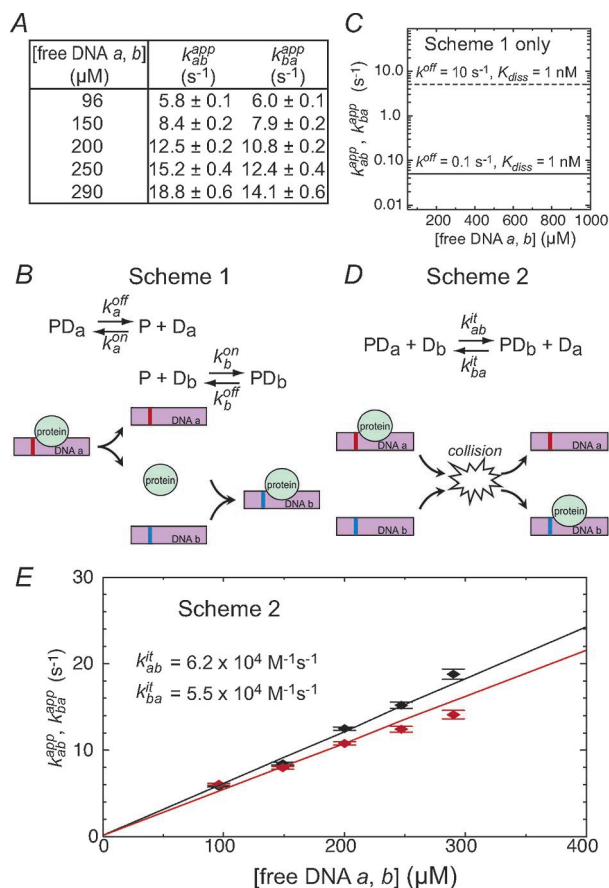 A
[free DNA a, b] (μM) | k_ab^app (s⁻¹) | k_ba^app (s⁻¹)
96 | 5.8 ± 0.1 | 6.0 ± 0.1
150 | 8.4 ± 0.2 | 7.9 ± 0.2
200 | 12.5 ± 0.2 | 10.8 ± 0.2
250 | 15.2 ± 0.4 | 12.4 ± 0.4
290 | 18.8 ± 0.6 | 14.1 ± 0.6
C
Scheme 1 only
k^off = 10 s⁻¹, K_diss = 1 nM
k^off = 0.1 s⁻¹, K_diss = 1 nM
k_ab^app, k_ba^app (s⁻¹)
10.0
1.0
0.10
0.01
200 400 600 800 1000
[free DNA a, b] (μM)
B
Scheme 1
k_a^off
PDa ⇌ P + Da
k_a^on
k_b^on
P + Db ⇌ PDb
k_b^off
protein
DNA a
DNA a
protein
DNA b
protein
DNA b
D
Scheme 2
k_ab^it
PDa + Db ⇌ PDb + Da
k_ba^it
protein
DNA a
DNA b
collision
DNA a
protein
DNA b
E
Scheme 2
k_ab^it = 6.2 x 10⁴ M⁻¹s⁻¹
k_ba^it = 5.5 x 10⁴ M⁻¹s⁻¹
k_ab^app, k_ba^app (s⁻¹)
30
20
10
0
0 100 200 300 400
[free DNA a, b] (μM)